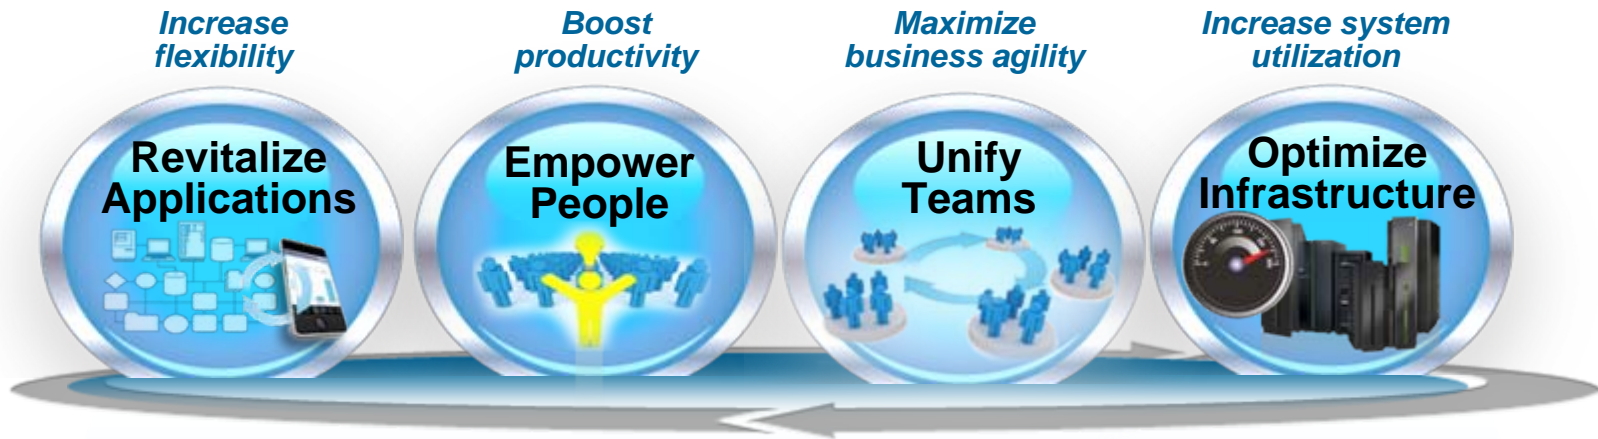 Increase
flexibility
Boost
productivity
Maximize
business agility
Increase system
utilization
Revitalize
Applications
Empower
People
Unify
Teams
Optimize
Infrastructure